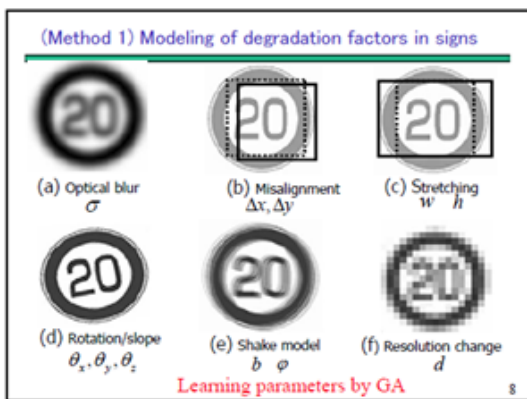 (Method 1) Modeling of degradation factors in signs
20
20
20
(a) Optical blur
(b) Misalignment
(c) Stretching
σ
Δx, Δy
w h
20
20
20
(d) Rotation/slope
(e) Shake model
(f) Resolution change
θx, θy, θz
b φ
d
Learning parameters by GA
8